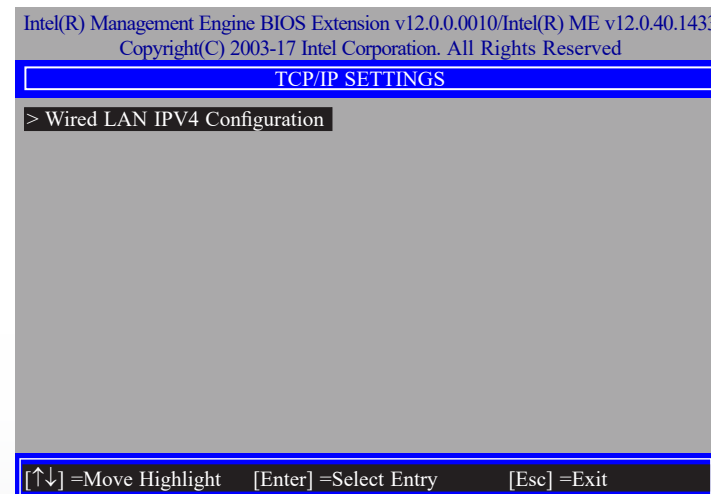 Intel(R) Management Engine BIOS Extension v12.0.0.0010/Intel(R) ME v12.0.40.1433
Copyright(C) 2003-17 Intel Corporation. All Rights Reserved
TCP/IP SETTINGS
> Wired LAN IPV4 Configuration
[↑↓] =Move Highlight [Enter] =Select Entry [Esc] =Exit